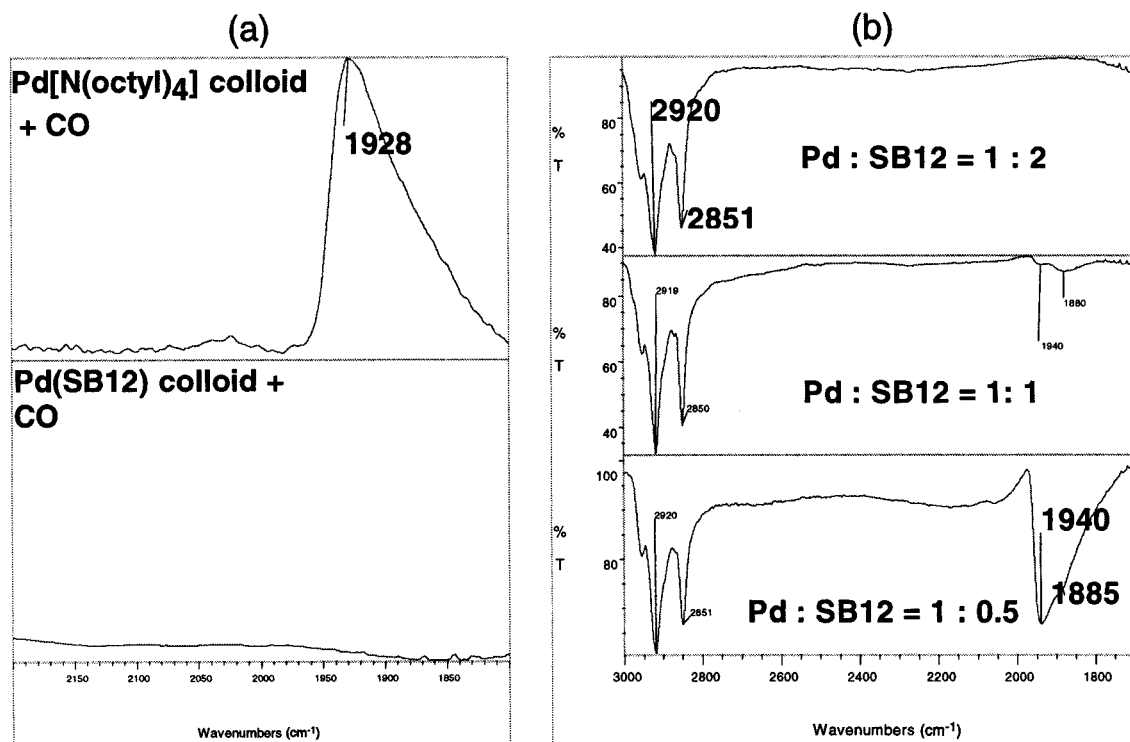 (a)
Pd[N(octyl)4] colloid
+ CO
1928
Pd(SB12) colloid +
CO
2150 2100 2050 2000 1950 1900 1850
Wavenumbers (cm-1)
(b)
80
60
40
%
T
2920
2851
Pd : SB12 = 1 : 2
80
60
40
%
T
2919
2850
1940
1880
Pd : SB12 = 1: 1
100
80
%
T
2920
2851
1940
1885
Pd : SB12 = 1 : 0.5
3000 2800 2600 2400 2200 2000 1800
Wavenumbers (cm-1)